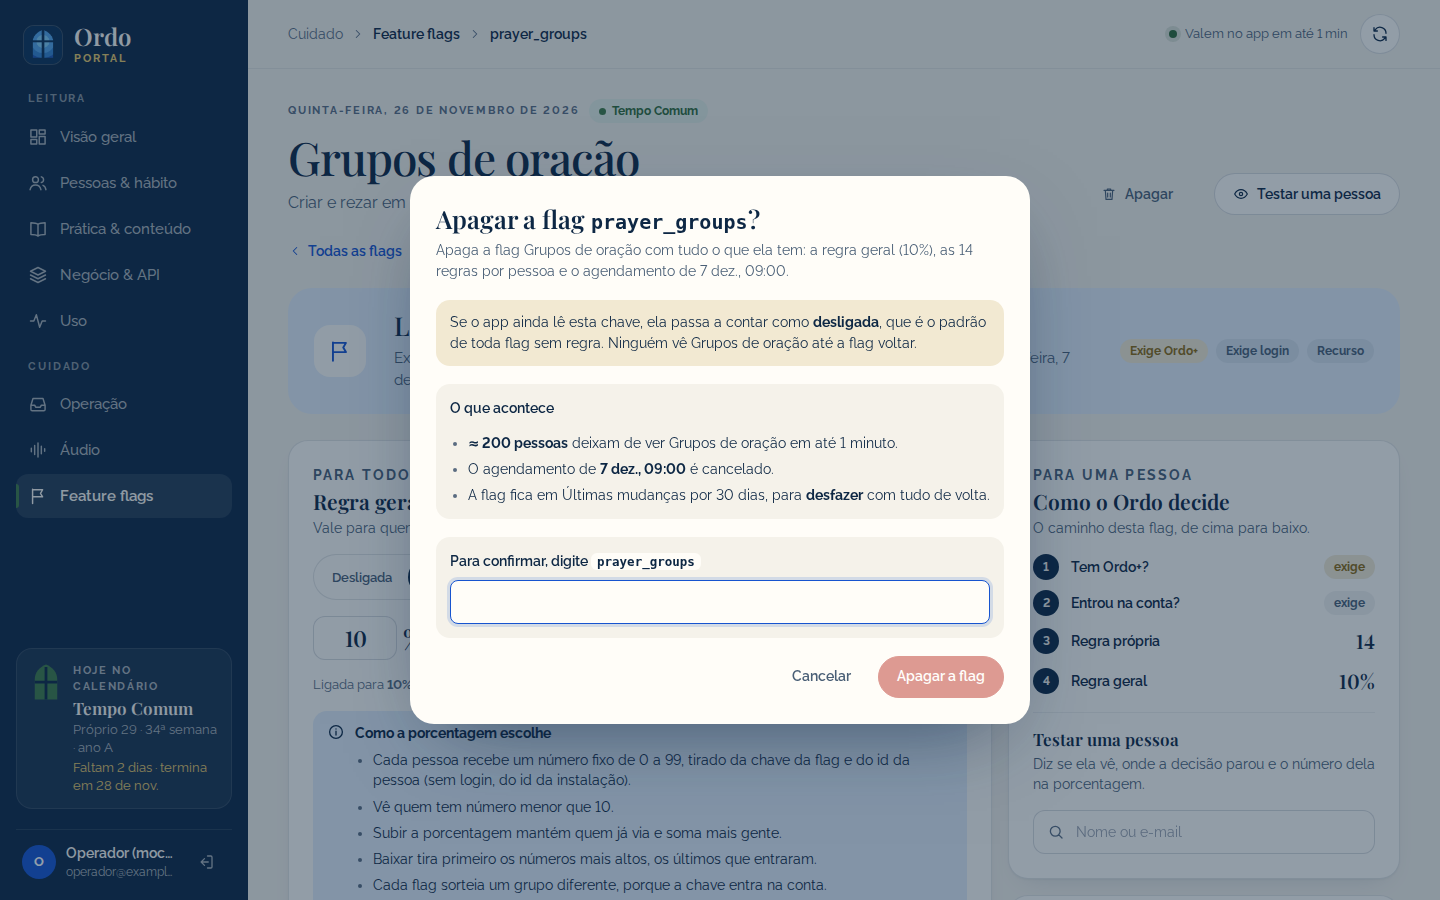 Ordo
PORTAL
LEITURA
Visão geral
Pessoas & hábito
Prática & conteúdo
Negócio & API
Uso
CUIDADO
Operação
Áudio
Feature flags
HOJE NO
CALENDÁRIO
Tempo Comum
Próprio 29 · 34ª semana
· ano A
Faltam 2 dias · termina
em 28 de nov.
O
Operador (moc…
operador@exampl…
Cuidado
Feature flags
prayer_groups
Valem no app em até 1 min
QUINTA-FEIRA, 26 DE NOVEMBRO DE 2026
Tempo Comum
Grupos de oração
Criar e rezar em
Apagar
Testar uma pessoa
Todas as flags
Exige Ordo+
Exige login
Recurso
Apagar a flag prayer_groups?
Apaga a flag Grupos de oração com tudo o que ela tem: a regra geral (10%), as 14
regras por pessoa e o agendamento de 7 dez., 09:00.
Se o app ainda lê esta chave, ela passa a contar como desligada, que é o padrão
de toda flag sem regra. Ninguém vê Grupos de oração até a flag voltar.
O que acontece
≈ 200 pessoas deixam de ver Grupos de oração em até 1 minuto.
O agendamento de 7 dez., 09:00 é cancelado.
A flag fica em Últimas mudanças por 30 dias, para desfazer com tudo de volta.
Para confirmar, digite prayer_groups
Cancelar
Apagar a flag
PARA TODO
Regra gera
Vale para quer
Desligada
10
Ligada para 10%
Como a porcentagem escolhe
Cada pessoa recebe um número fixo de 0 a 99, tirado da chave da flag e do id da
pessoa (sem login, do id da instalação).
Vê quem tem número menor que 10.
Subir a porcentagem mantém quem já via e soma mais gente.
Baixar tira primeiro os números mais altos, os últimos que entraram.
Cada flag sorteia um grupo diferente, porque a chave entra na conta.
PARA UMA PESSOA
Como o Ordo decide
O caminho desta flag, de cima para baixo.
1 Tem Ordo+? exige
2 Entrou na conta? exige
3 Regra própria 14
4 Regra geral 10%
Testar uma pessoa
Diz se ela vê, onde a decisão parou e o número dela
na porcentagem.
Nome ou e-mail